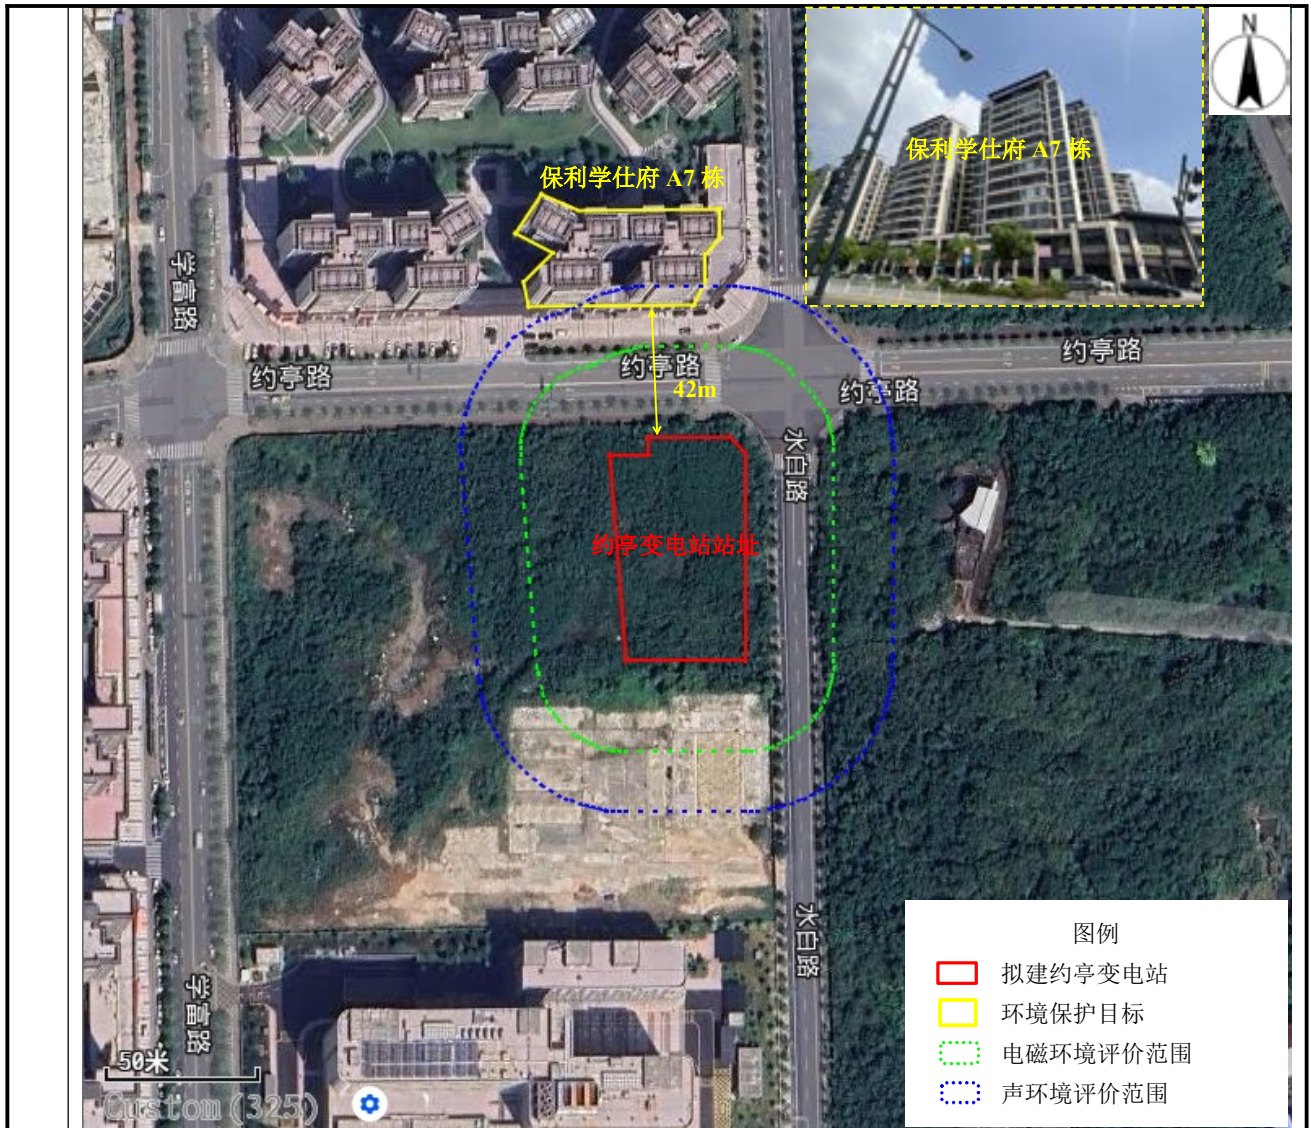 N
保利学仕府 A7 栋
保利学仕府 A7 栋
学富路
约亭路
约亭路
约亭路
约亭路
42m
水白路
约亭变电站站址
水白路
学富路
50米
Custom(325)
图例
拟建约亭变电站
环境保护目标
电磁环境评价范围
声环境评价范围